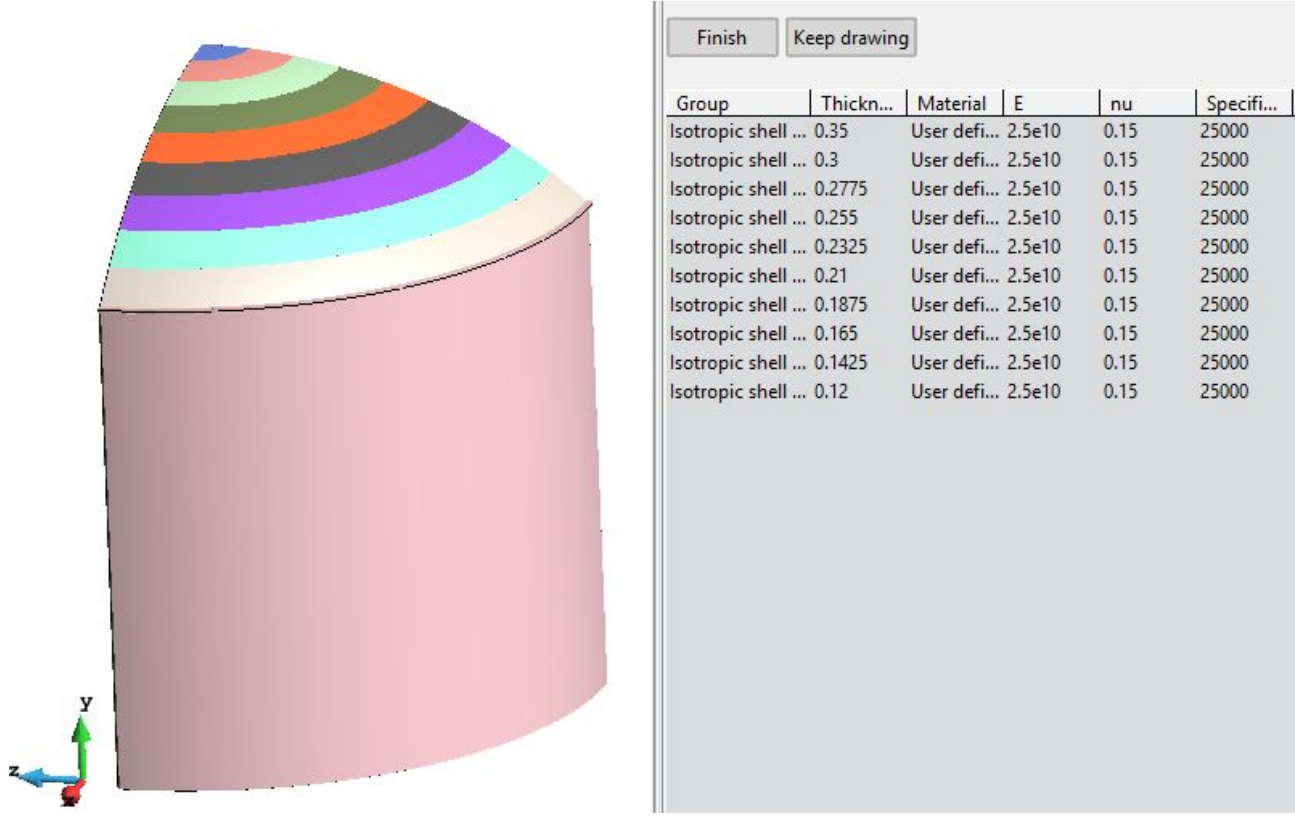 Finish Keep drawing
Group Thickn... Material E nu Specifi...
Isotropic shell ... 0.35 User defi... 2.5e10 0.15 25000
Isotropic shell ... 0.3 User defi... 2.5e10 0.15 25000
Isotropic shell ... 0.2775 User defi... 2.5e10 0.15 25000
Isotropic shell ... 0.255 User defi... 2.5e10 0.15 25000
Isotropic shell ... 0.2325 User defi... 2.5e10 0.15 25000
Isotropic shell ... 0.21 User defi... 2.5e10 0.15 25000
Isotropic shell ... 0.1875 User defi... 2.5e10 0.15 25000
Isotropic shell ... 0.165 User defi... 2.5e10 0.15 25000
Isotropic shell ... 0.1425 User defi... 2.5e10 0.15 25000
Isotropic shell ... 0.12 User defi... 2.5e10 0.15 25000
y
z
x